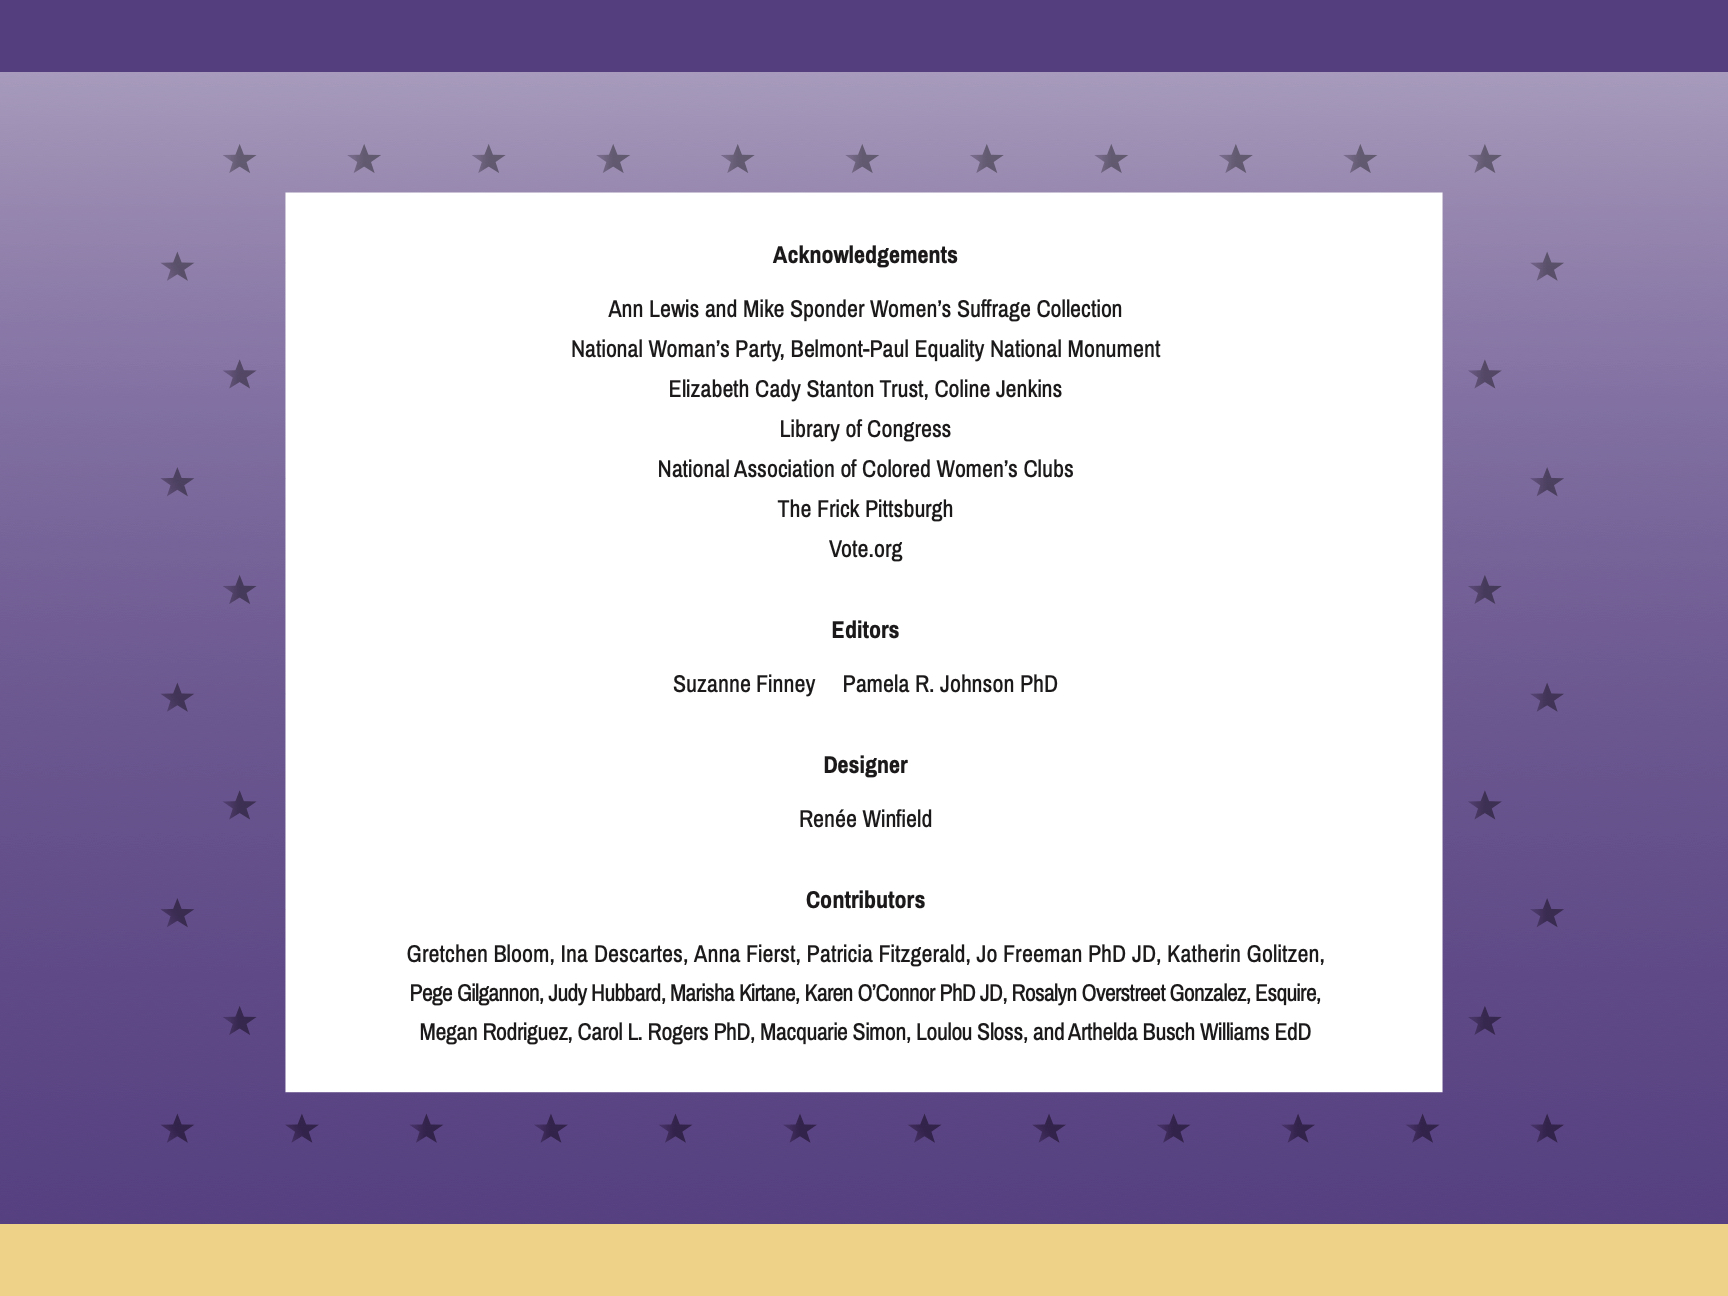 Acknowledgements
Ann Lewis and Mike Sponder Women’s Suffrage Collection
National Woman’s Party, Belmont-Paul Equality National Monument
Elizabeth Cady Stanton Trust, Coline Jenkins
Library of Congress
National Association of Colored Women’s Clubs
The Frick Pittsburgh
Vote.org
Editors
Suzanne Finney Pamela R. Johnson PhD
Designer
Renée Winfield
Contributors
Gretchen Bloom, Ina Descartes, Anna Fierst, Patricia Fitzgerald, Jo Freeman PhD JD, Katherin Golitzen,
Pege Gilgannon, Judy Hubbard, Marisha Kirtane, Karen O’Connor PhD JD, Rosalyn Overstreet Gonzalez, Esquire,
Megan Rodriguez, Carol L. Rogers PhD, Macquarie Simon, Loulou Sloss, and Arthelda Busch Williams EdD